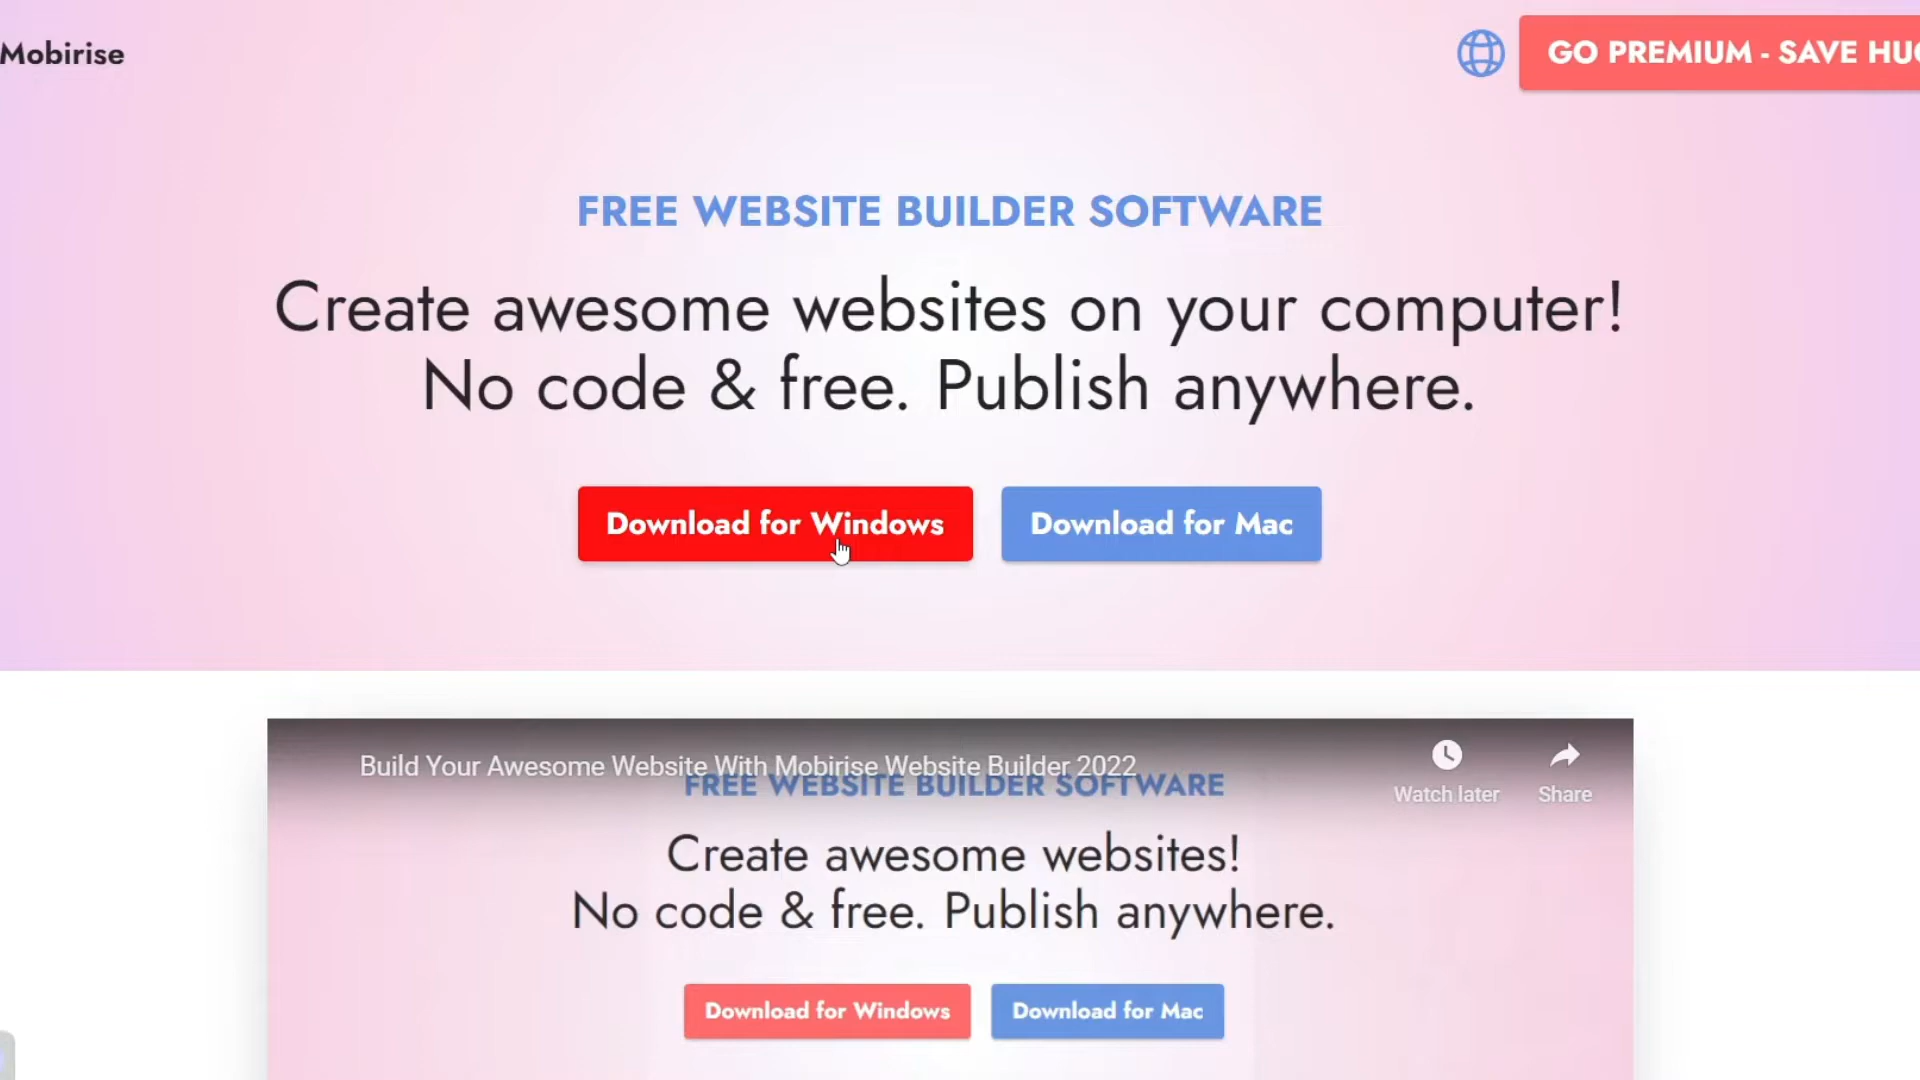 Mobirise
GO PREMIUM - SAVE
FREE WEBSITE BUILDER SOFTWARE
Create awesome websites on your computer!
No code & free. Publish anywhere.
Download for Windows
Download for Mac
Build Your Awesome Website With Mobirise Website Builder 2022
Watch later
Share
FREE WEBSITE BUILDER SOFTWARE
Create awesome websites!
No code & free. Publish anywhere.
Download for Windows
Download for Mac